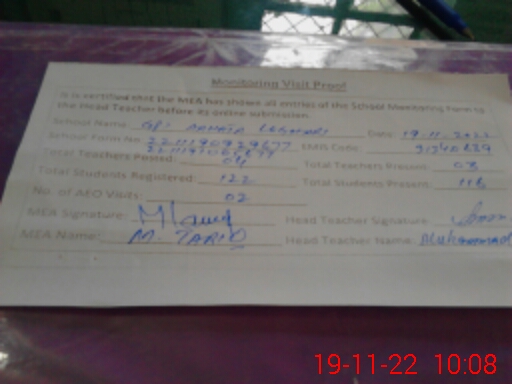 Monitoring Visit Proof
It is certified that the MEA has shown all entries of the School Monitoring Form to
the Head Teacher before its online submission.
School Name: GPS Date: 19.11.2022
School Form No. EMIS Code:
Total Teachers Posted: 04 Total Teachers Present: 03
Total Students Registered: 122 Total Students Present: 118
No. of AEO Visits: 02
MEA Signature: Head Teacher Signature:
MEA Name: M. TARIQ Head Teacher Name: Muhammad
19-11-22 10:08